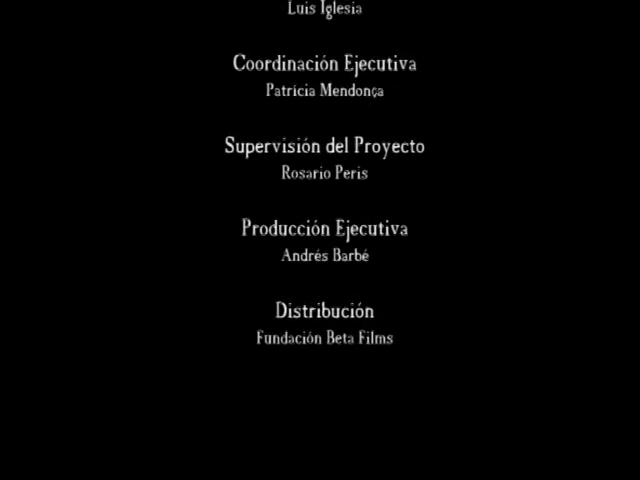 Luis Iglesia
Coordinación Ejecutiva
Patricia Mendonça
Supervisión del Proyecto
Rosario Peris
Producción Ejecutiva
Andrés Barbé
Distribución
Fundación Beta Films